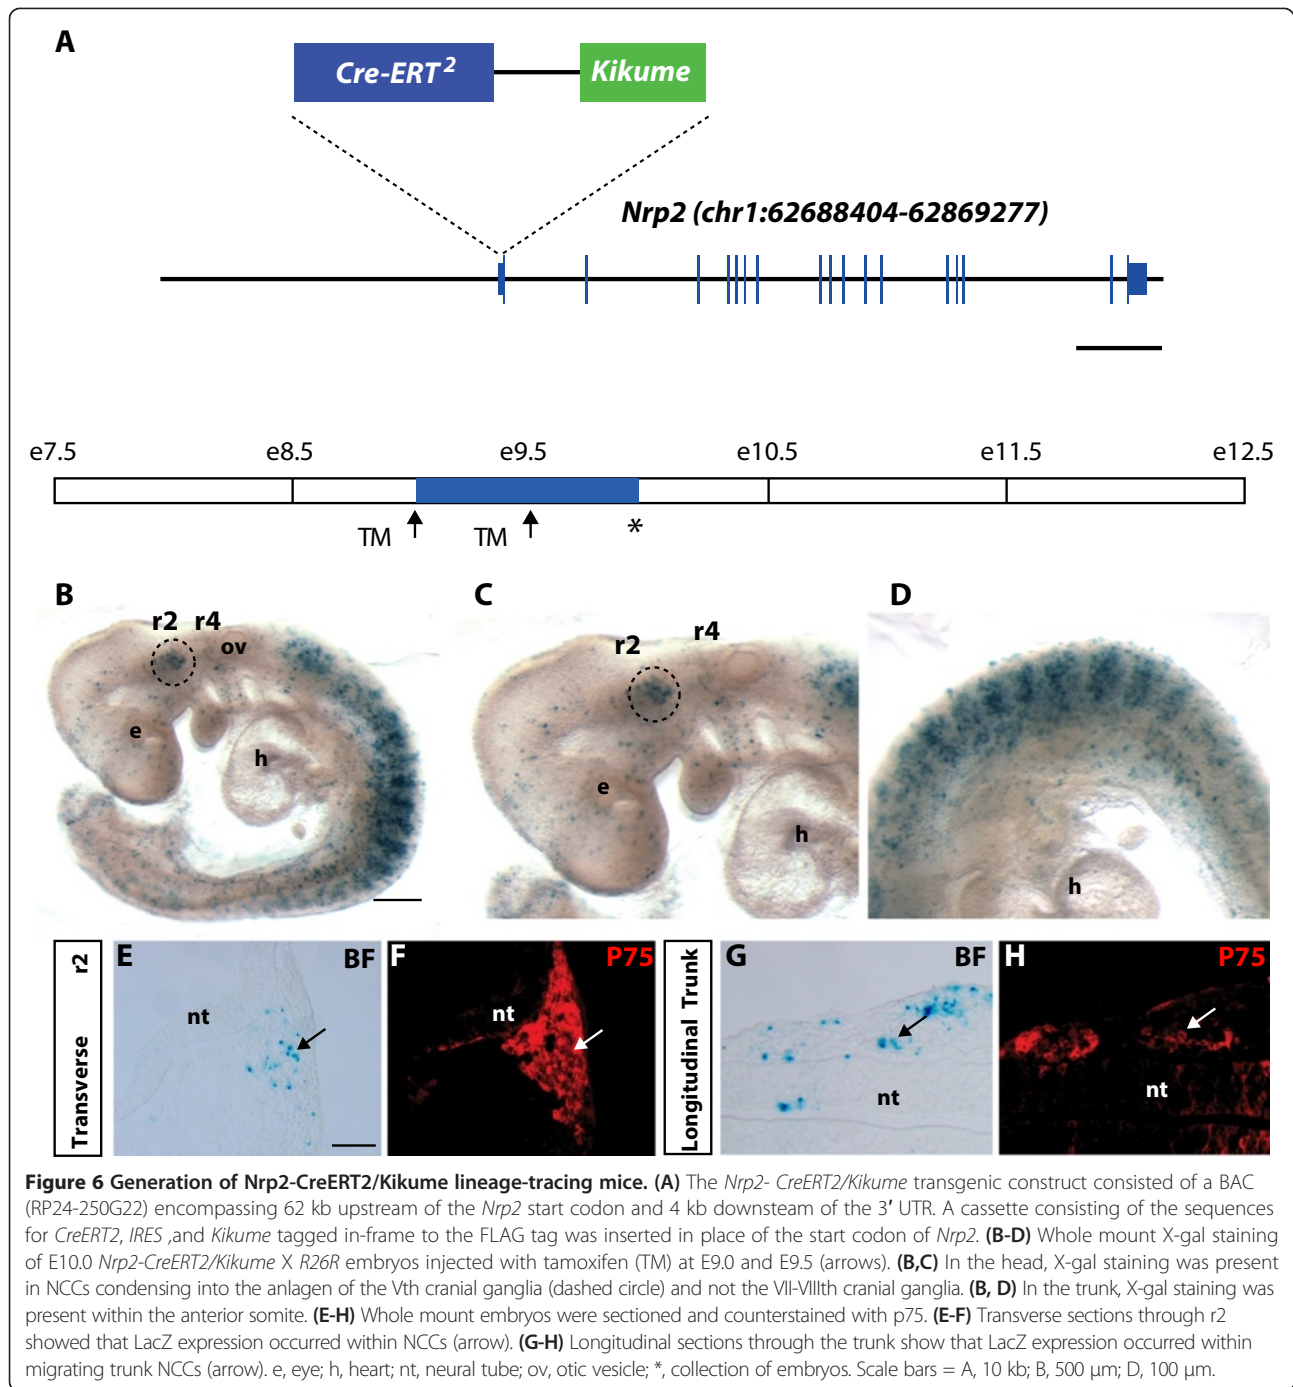 A
Cre-ERT² Kikume
Nrp2 (chr1:62688404-62869277)
e7.5 e8.5 e9.5 e10.5 e11.5 e12.5
TM TM *
B C D
r2 r4 ov e h
r2 r4 e h
h
Transverse r2
E BF nt
F P75 nt
Longitudinal Trunk
G BF nt
H P75 nt
Figure 6 Generation of Nrp2-CreERT2/Kikume lineage-tracing mice. (A) The Nrp2- CreERT2/Kikume transgenic construct consisted of a BAC
(RP24-250G22) encompassing 62 kb upstream of the Nrp2 start codon and 4 kb downsteam of the 3′ UTR. A cassette consisting of the sequences
for CreERT2, IRES ,and Kikume tagged in-frame to the FLAG tag was inserted in place of the start codon of Nrp2. (B-D) Whole mount X-gal staining
of E10.0 Nrp2-CreERT2/Kikume X R26R embryos injected with tamoxifen (TM) at E9.0 and E9.5 (arrows). (B,C) In the head, X-gal staining was present
in NCCs condensing into the anlagen of the Vth cranial ganglia (dashed circle) and not the VII-VIIIth cranial ganglia. (B, D) In the trunk, X-gal staining was
present within the anterior somite. (E-H) Whole mount embryos were sectioned and counterstained with p75. (E-F) Transverse sections through r2
showed that LacZ expression occurred within NCCs (arrow). (G-H) Longitudinal sections through the trunk show that LacZ expression occurred within
migrating trunk NCCs (arrow). e, eye; h, heart; nt, neural tube; ov, otic vesicle; *, collection of embryos. Scale bars = A, 10 kb; B, 500 μm; D, 100 μm.